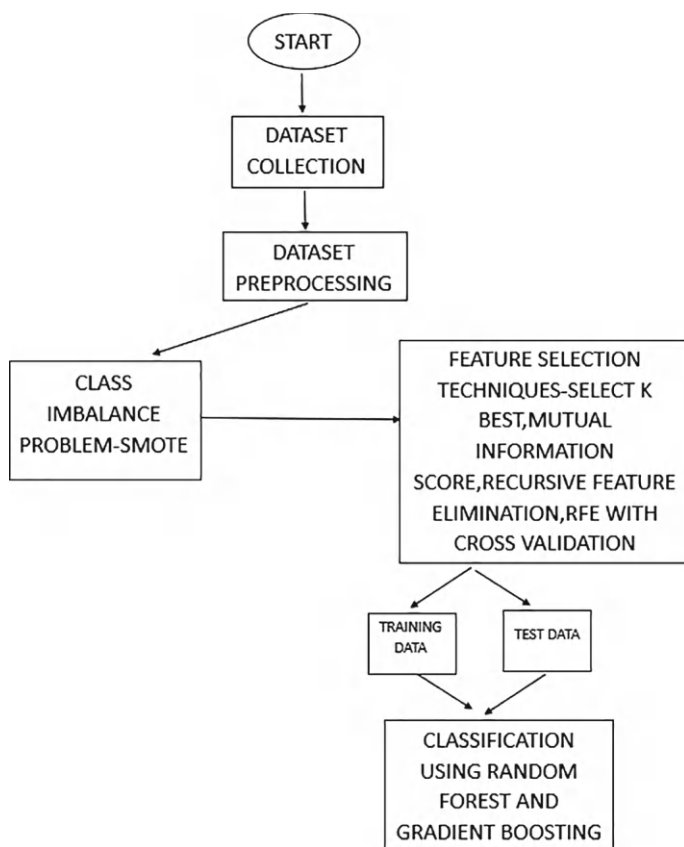 START
DATASET
COLLECTION
DATASET
PREPROCESSING
CLASS
IMBALANCE
PROBLEM-SMOTE
FEATURE SELECTION
TECHNIQUES-SELECT K
BEST,MUTUAL
INFORMATION
SCORE,RECURSIVE FEATURE
ELIMINATION,RFE WITH
CROSS VALIDATION
TRAINING
DATA
TEST DATA
CLASSIFICATION
USING RANDOM
FOREST AND
GRADIENT BOOSTING